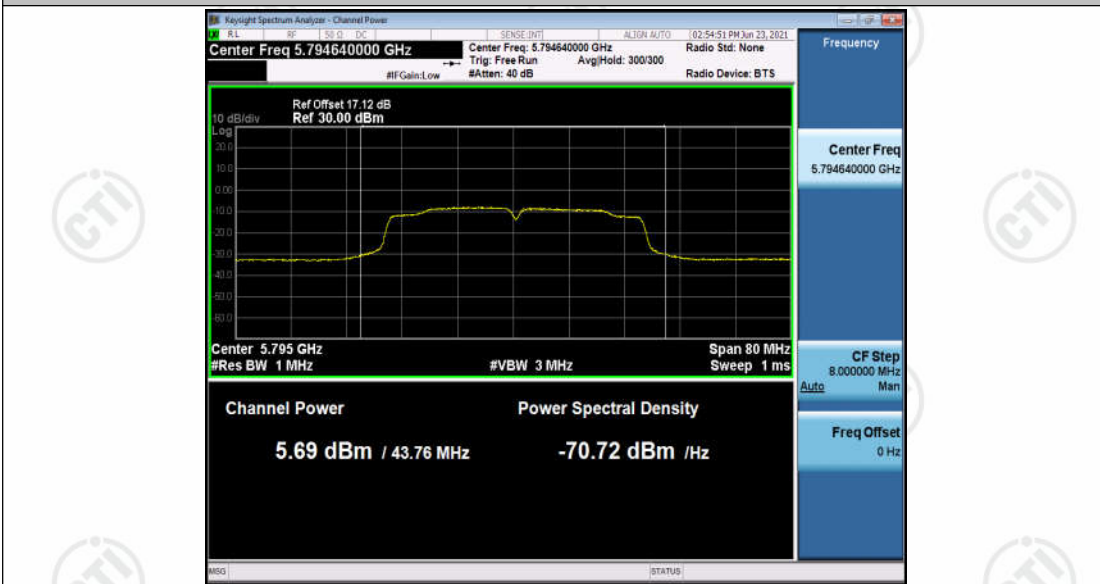 Keysight Spectrum Analyzer - Channel Power
RL RF 50 Ω DC SENSE:INT ALIGN AUTO 02:54:51 PM Jun 23, 2021
Center Freq 5.794640000 GHz
#IFGain:Low
Center Freq: 5.794640000 GHz
Trig: Free Run Avg|Hold: 300/300
#Atten: 40 dB
Radio Std: None
Radio Device: BTS
Frequency
Ref Offset 17.12 dB
10 dB/div Ref 30.00 dBm
Log
20.0
10.0
0.00
-10.0
-20.0
-30.0
-40.0
-50.0
-60.0
Center 5.795 GHz Span 80 MHz
#Res BW 1 MHz #VBW 3 MHz Sweep 1 ms
Channel Power Power Spectral Density
5.69 dBm / 43.76 MHz -70.72 dBm /Hz
Center Freq
5.794640000 GHz
CF Step
8.000000 MHz
Auto Man
Freq Offset
0 Hz
MSG STATUS
CTI
CTI